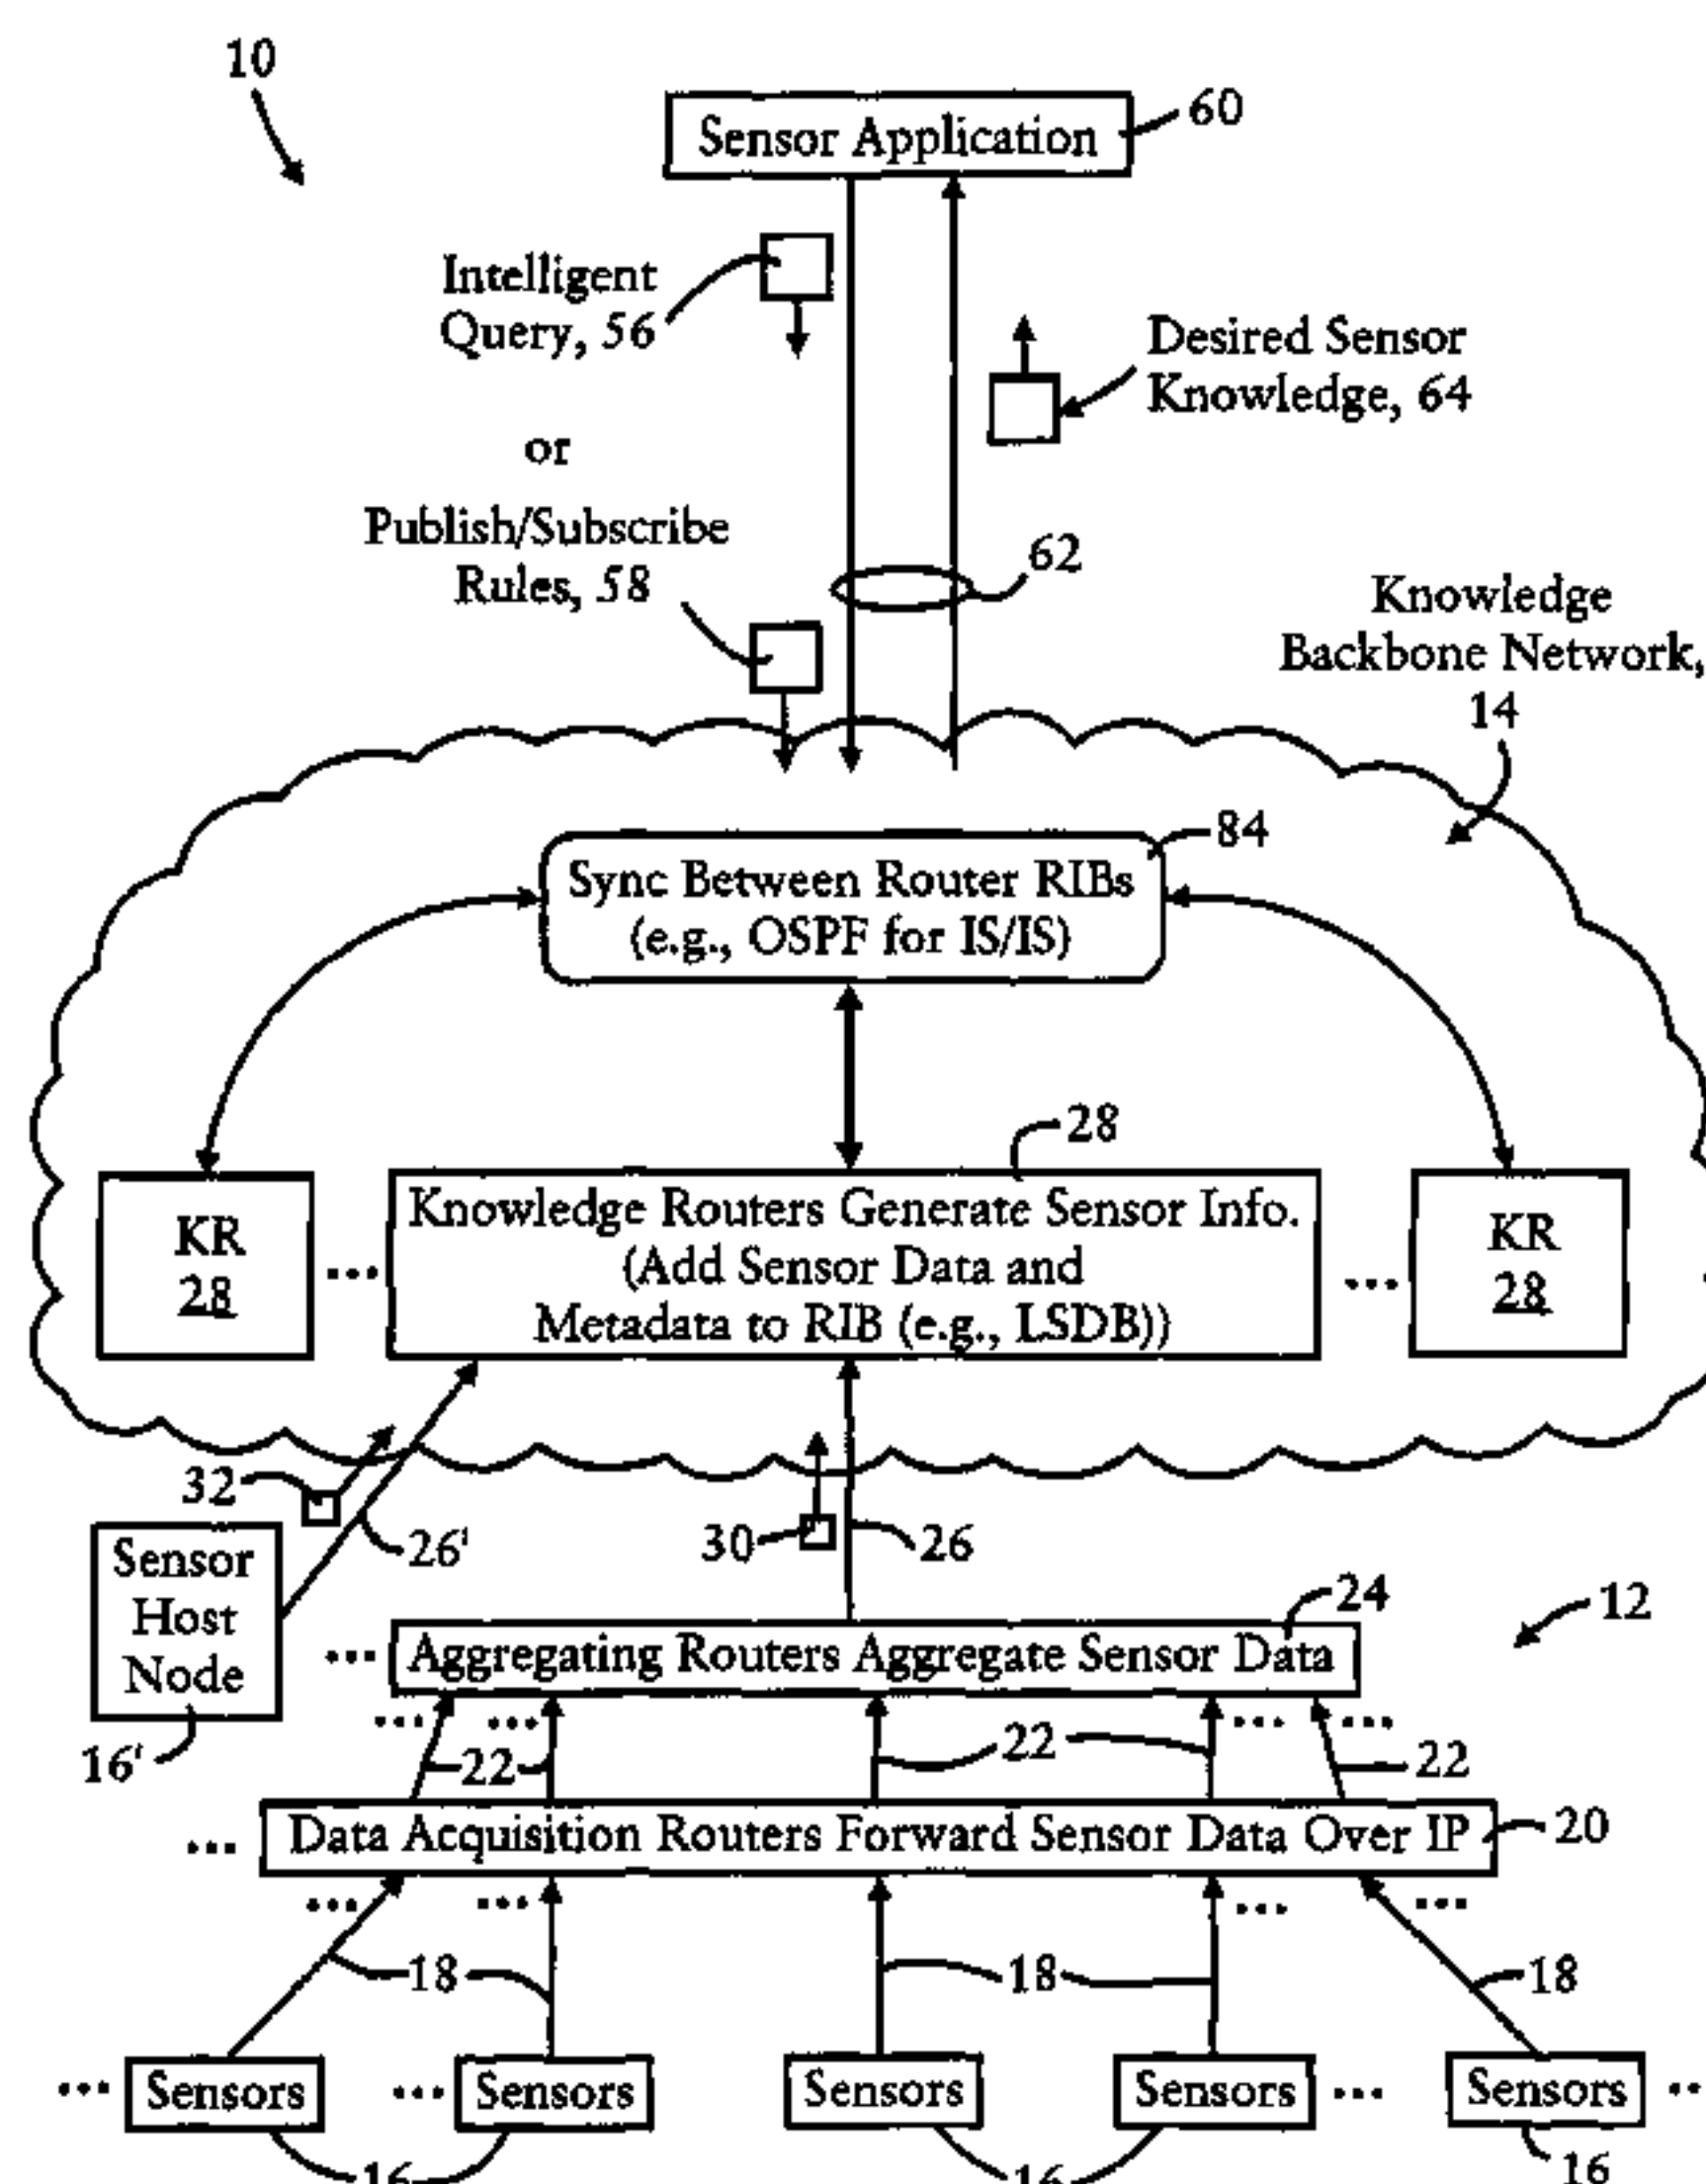 10
Sensor Application
60
Intelligent
Query, 56
Desired Sensor
Knowledge, 64
or
Publish/Subscribe
Rules, 58
62
Knowledge
Backbone Network,
14
84
Sync Between Router RIBs
(e.g., OSPF for IS/IS)
28
KR
28
...
Knowledge Routers Generate Sensor Info.
(Add Sensor Data and
Metadata to RIB (e.g., LSDB))
...
KR
28
32
26'
30
26
Sensor
Host
Node
16'
24
12
... Aggregating Routers Aggregate Sensor Data
... ... ... ...
22 22 22
... Data Acquisition Routers Forward Sensor Data Over IP
20
... ... ... ...
18 18 18
... Sensors ... Sensors Sensors Sensors ... Sensors ..
16 16 16